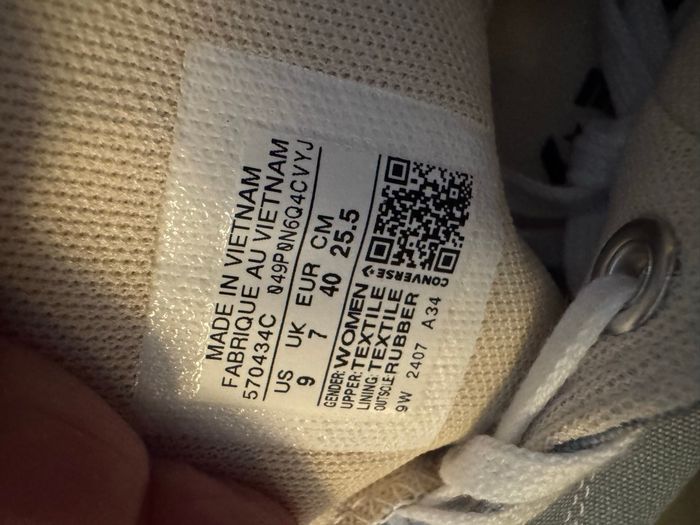 MADE IN VIETNAM
FABRIQUE AU VIETNAM
570434C 049P0N6Q4CVYJ
US UK EUR CM
9 7 40 25.5
GENDER: WOMEN
UPPER: TEXTILE
LINING: TEXTILE
OUTSOLE: RUBBER
9W 2407 A34
CONVERSE